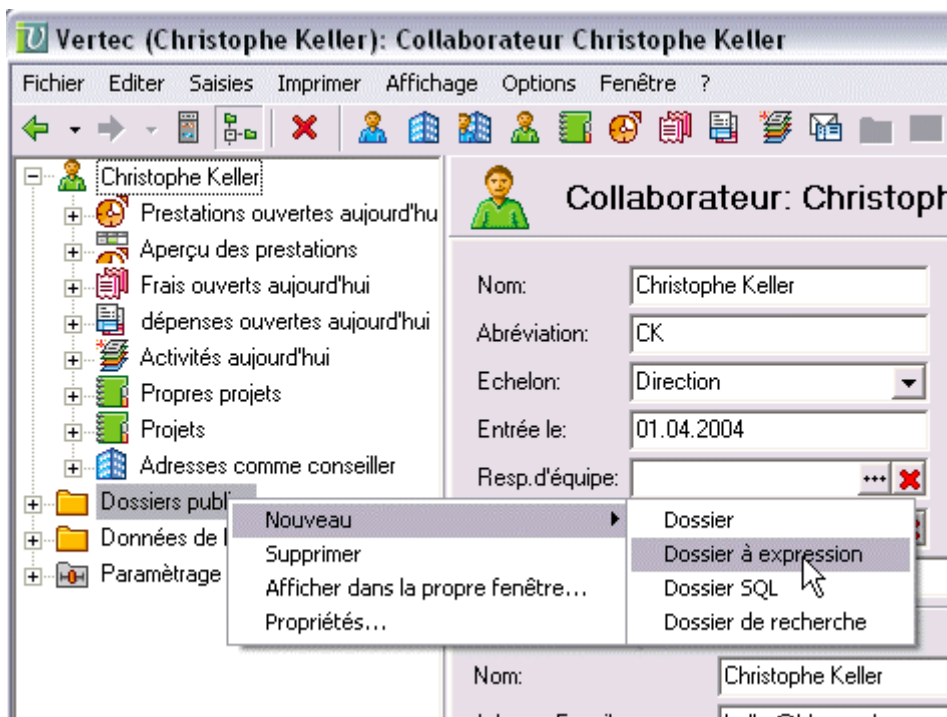 Vertec (Christophe Keller): Collaborateur Christophe Keller
Fichier Editer Saisies Imprimer Affichage Options Fenêtre ?
Christophe Keller
Prestations ouvertes aujourd'hu
Aperçu des prestations
Frais ouverts aujourd'hui
dépenses ouvertes aujourd'hui
Activités aujourd'hui
Propres projets
Projets
Adresses comme conseiller
Dossiers publi
Données de l
Paramètrage
Collaborateur: Christoph
Nom: Christophe Keller
Abréviation: CK
Echelon: Direction
Entrée le: 01.04.2004
Resp.d'équipe:
Nouveau
Supprimer
Afficher dans la propre fenêtre...
Propriétés...
Dossier
Dossier à expression
Dossier SQL
Dossier de recherche
Nom: Christophe Keller